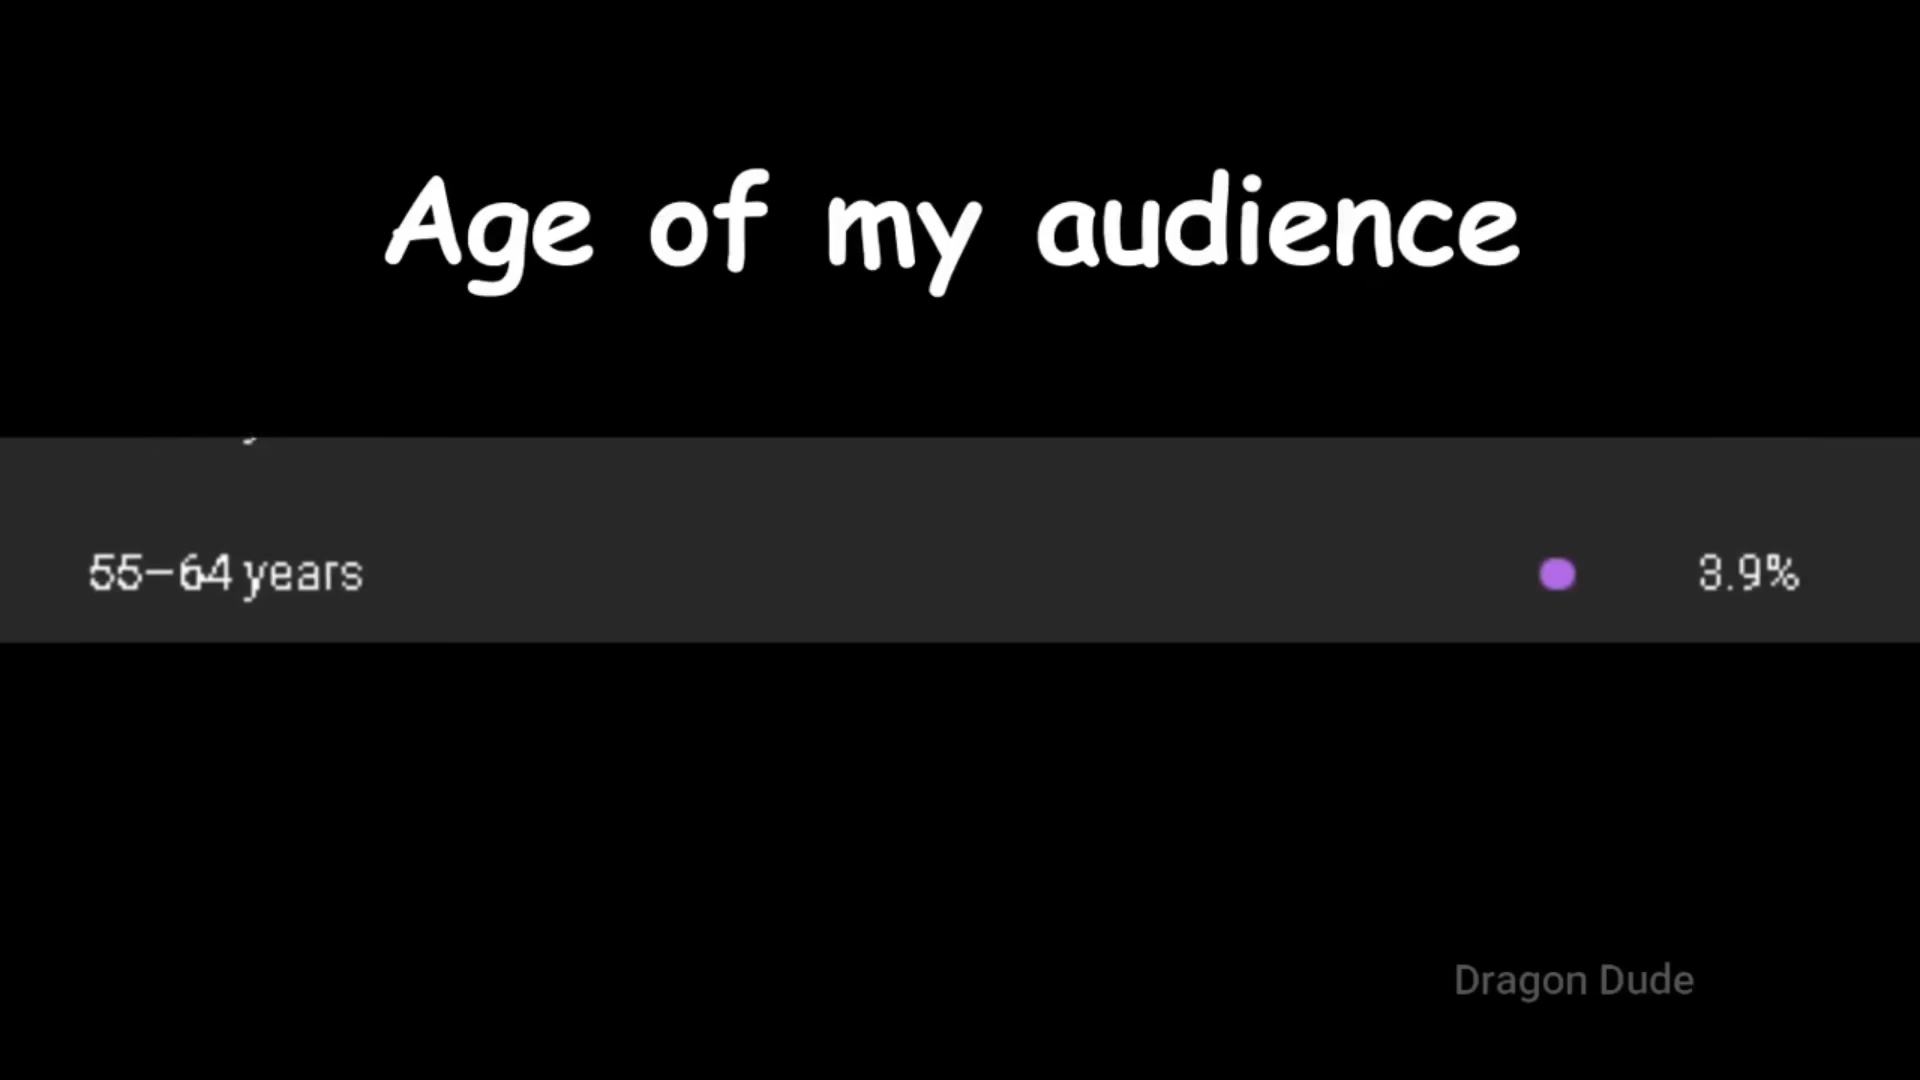 Age of my audience
55–64 years 3.9%
Dragon Dude